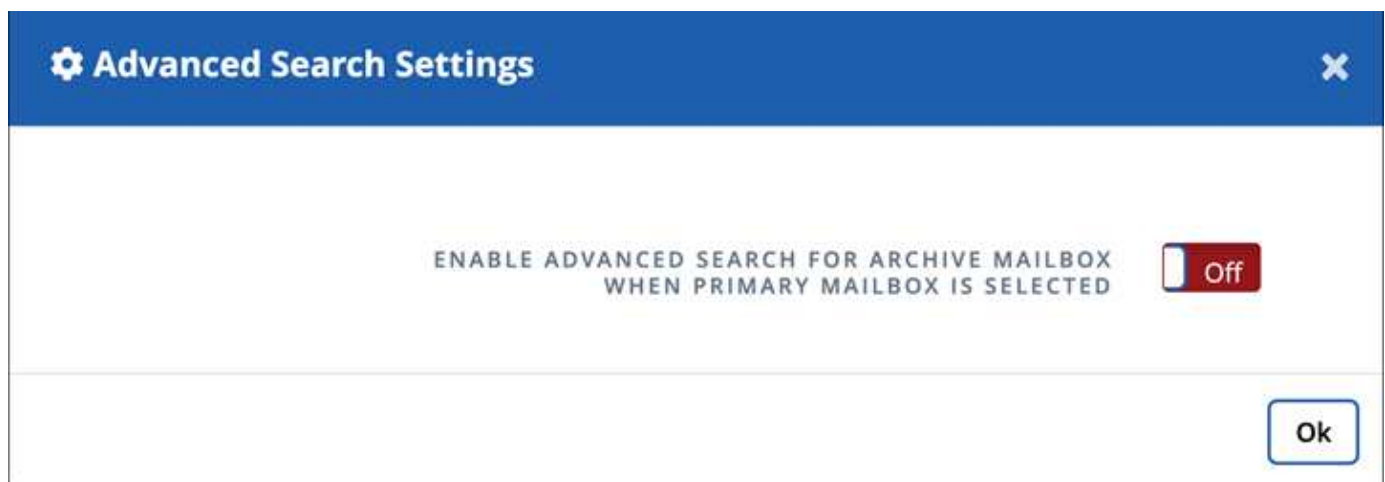 Advanced Search Settings
ENABLE ADVANCED SEARCH FOR ARCHIVE MAILBOX
WHEN PRIMARY MAILBOX IS SELECTED
Off
Ok